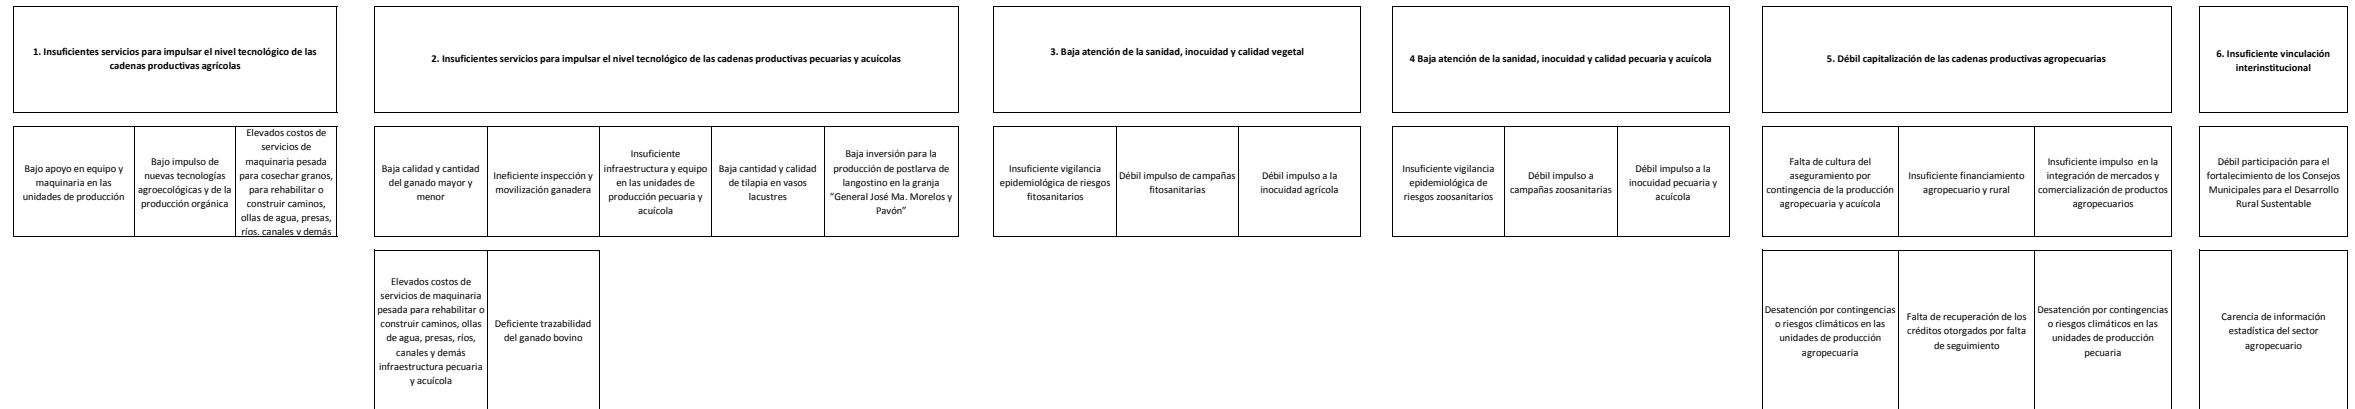 1. Insuficientes servicios para impulsar el nivel tecnológico de las
cadenas productivas agrícolas
2. Insuficientes servicios para impulsar el nivel tecnológico de las cadenas productivas pecuarias y acuícolas
3. Baja atención de la sanidad, inocuidad y calidad vegetal
4 Baja atención de la sanidad, inocuidad y calidad pecuaria y acuícola
5. Débil capitalización de las cadenas productivas agropecuarias
6. Insuficiente vinculación
interinstitucional
Bajo apoyo en equipo y
maquinaria en las
unidades de producción
Bajo impulso de
nuevas tecnologías
agroecológicas y de la
producción orgánica
Elevados costos de
servicios de
maquinaria pesada
para cosechar granos,
para rehabilitar o
construir caminos,
ollas de agua, presas,
ríos, canales y demás
Baja calidad y cantidad
del ganado mayor y
menor
Ineficiente inspección y
movilización ganadera
Insuficiente
infraestructura y equipo
en las unidades de
producción pecuaria y
acuícola
Baja cantidad y calidad
de tilapia en vasos
lacustres
Baja inversión para la
producción de postlarva de
langostino en la granja
“General José Ma. Morelos y
Pavón”
Insuficiente vigilancia
epidemiológica de riesgos
fitosanitarios
Débil impulso de campañas
fitosanitarias
Débil impulso a la
inocuidad agrícola
Insuficiente vigilancia
epidemiológica de
riesgos zoosanitarios
Débil impulso a
campañas zoosanitarias
Débil impulso a la
inocuidad pecuaria y
acuícola
Falta de cultura del
aseguramiento por
contingencia de la producción
agropecuaria y acuícola
Insuficiente financiamiento
agropecuario y rural
Insuficiente impulso en la
integración de mercados y
comercialización de productos
agropecuarios
Débil participación para el
fortalecimiento de los Consejos
Municipales para el Desarrollo
Rural Sustentable
Elevados costos de
servicios de maquinaria
pesada para rehabilitar o
construir caminos, ollas
de agua, presas, ríos,
canales y demás
infraestructura pecuaria
y acuícola
Deficiente trazabilidad
del ganado bovino
Desatención por contingencias
o riesgos climáticos en las
unidades de producción
agropecuaria
Falta de recuperación de los
créditos otorgados por falta
de seguimiento
Desatención por contingencias
o riesgos climáticos en las
unidades de producción
pecuaria
Carencia de información
estadística del sector
agropecuario